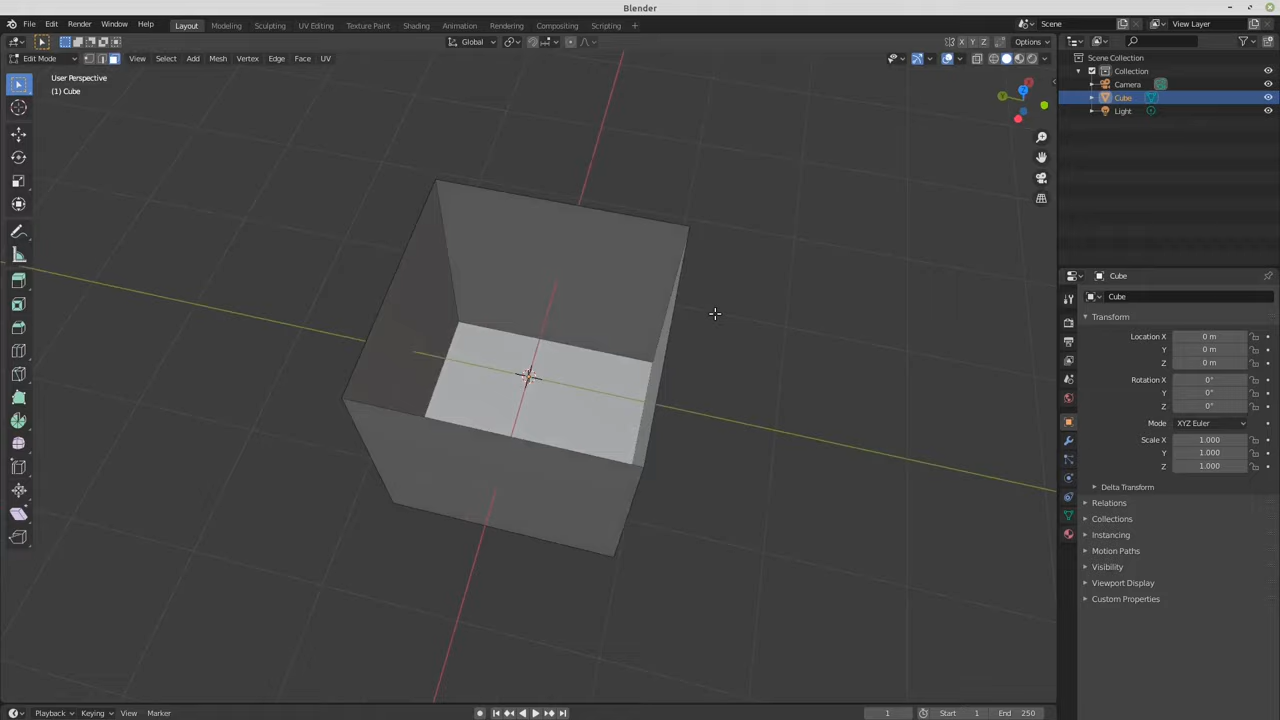 Blender
File Edit Render Window Help Layout Modeling Sculpting UV Editing Texture Paint Shading Animation Rendering Compositing Scripting + Scene View Layer
Global X Y Z Options
Edit Mode View Select Add Mesh Vertex Edge Face UV
Scene Collection
Collection
User Perspective
(1) Cube
Camera
Cube
Light
Cube
Cube
Transform
Location X 0 m
Y 0 m
Z 0 m
Rotation X 0°
Y 0°
Z 0°
Mode XYZ Euler
Scale X 1.000
Y 1.000
Z 1.000
Delta Transform
Relations
Collections
Instancing
Motion Paths
Visibility
Viewport Display
Custom Properties
Playback Keying View Marker 1 Start 1 End 250